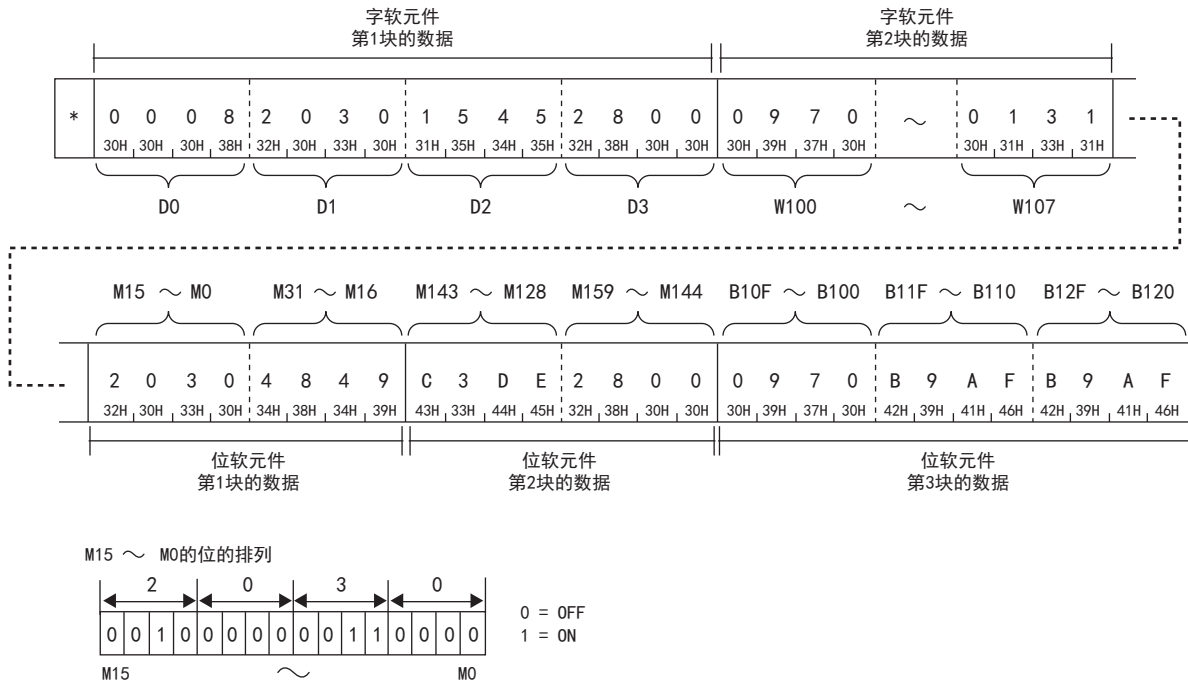 字软元件 字软元件
第1块的数据 第2块的数据
* 0 0 0 8 2 0 3 0 1 5 4 5 2 8 0 0 0 9 7 0 ～ 0 1 3 1
30H 30H 30H 38H 32H 30H 33H 30H 31H 35H 34H 35H 32H 38H 30H 30H 30H 39H 37H 30H 30H 31H 33H 31H
D0 D1 D2 D3 W100 ～ W107
M15 ～ M0 M31 ～ M16 M143 ～ M128 M159 ～ M144 B10F ～ B100 B11F ～ B110 B12F ～ B120
2 0 3 0 4 8 4 9 C 3 D E 2 8 0 0 0 9 7 0 B 9 A F B 9 A F
32H 30H 33H 30H 34H 38H 34H 39H 43H 33H 44H 45H 32H 38H 30H 30H 30H 39H 37H 30H 42H 39H 41H 46H 42H 39H 41H 46H
位软元件 位软元件 位软元件
第1块的数据 第2块的数据 第3块的数据
M15 ～ M0的位的排列
2 0 3 0
0 = OFF
0 0 1 0 0 0 0 0 0 0 1 1 0 0 0 0
1 = ON
M15 ～ M0